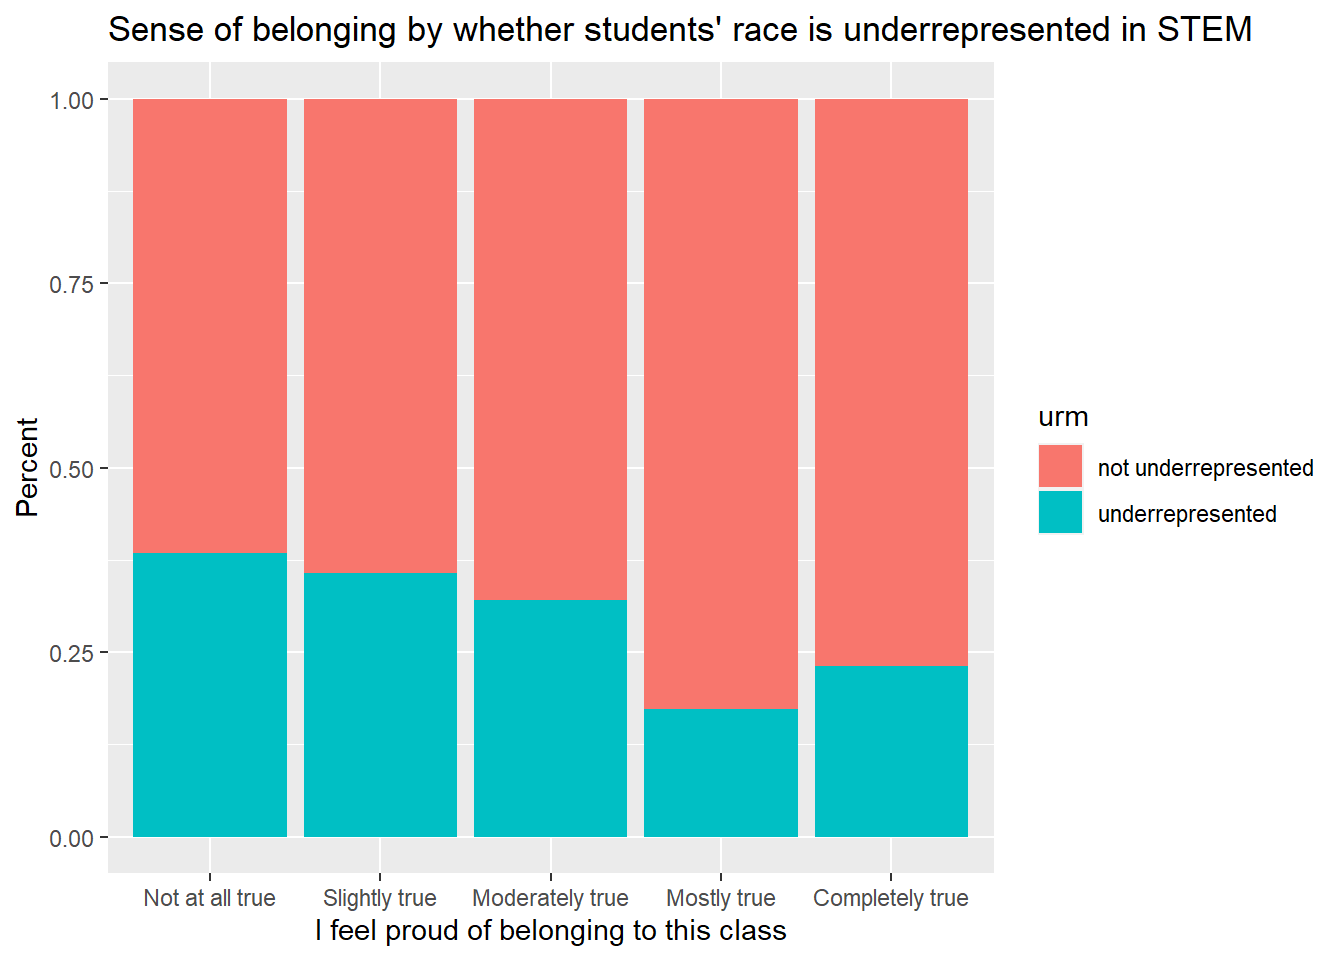 Sense of belonging by whether students' race is underrepresented in STEM
1.00
0.75
0.50
0.25
0.00
Percent
Not at all true Slightly true Moderately true Mostly true Completely true
I feel proud of belonging to this class
urm
not underrepresented
underrepresented